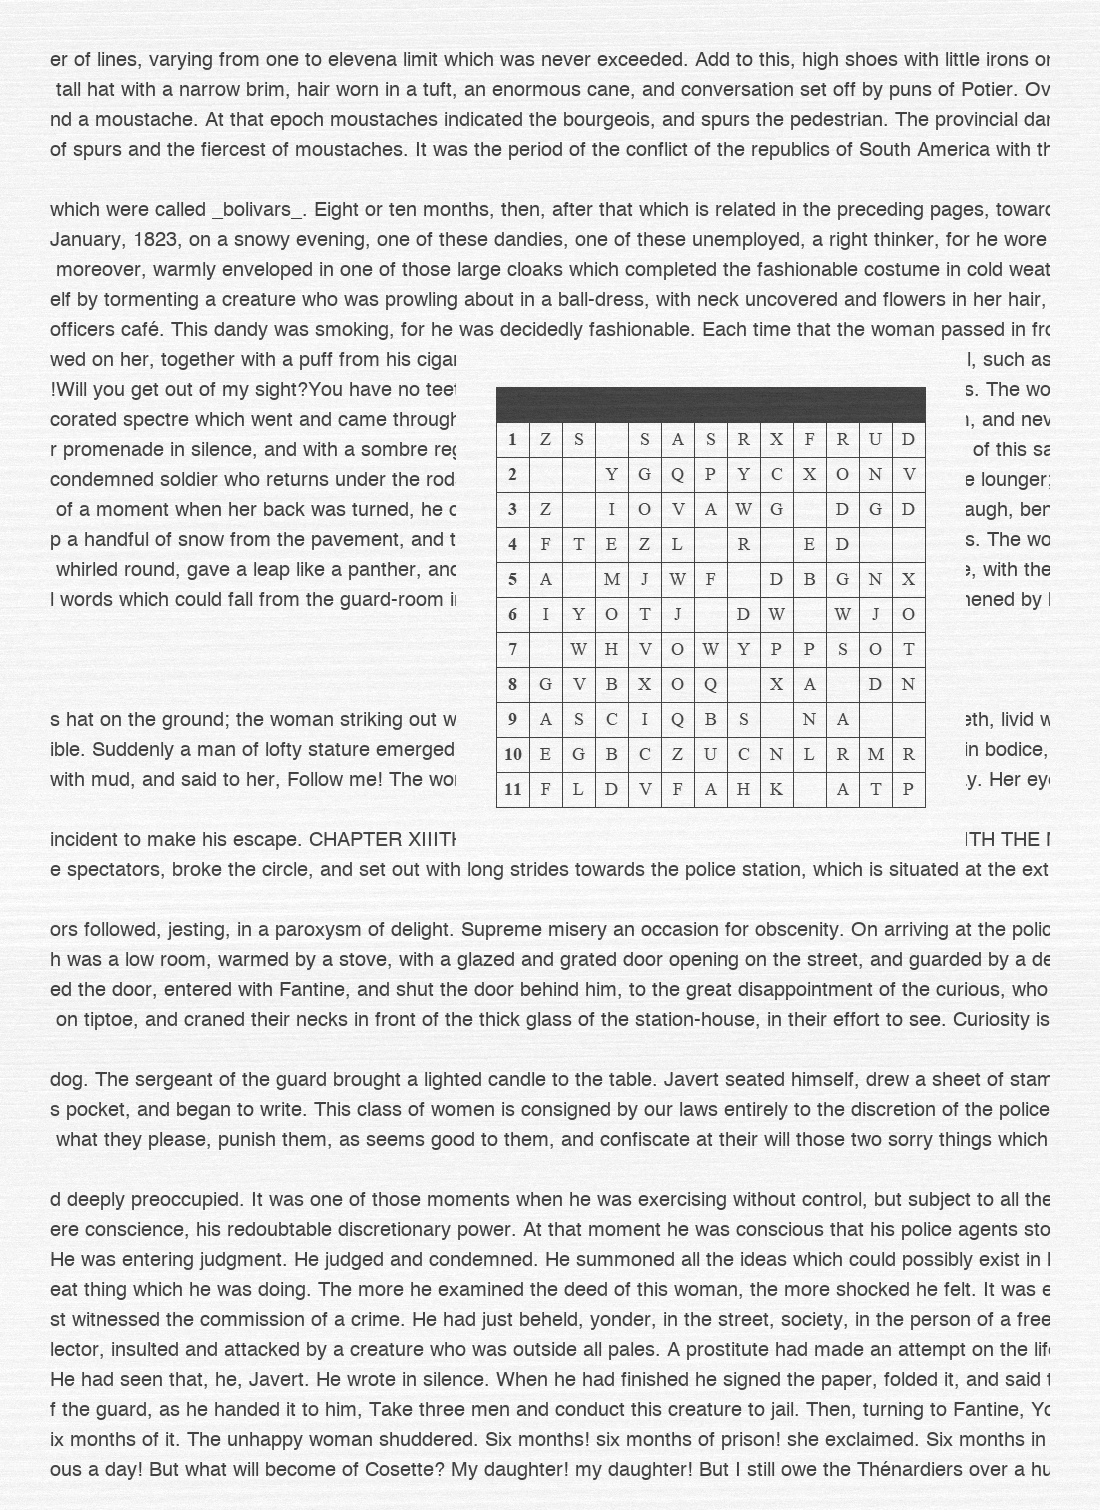 er of lines, varying from one to elevena limit which was never exceeded. Add to this, high shoes with little irons or
tall hat with a narrow brim, hair worn in a tuft, an enormous cane, and conversation set off by puns of Potier. Ov
nd a moustache. At that epoch moustaches indicated the bourgeois, and spurs the pedestrian. The provincial dar
of spurs and the fiercest of moustaches. It was the period of the conflict of the republics of South America with th
which were called _bolivars_. Eight or ten months, then, after that which is related in the preceding pages, toward
January, 1823, on a snowy evening, one of these dandies, one of these unemployed, a right thinker, for he wore
moreover, warmly enveloped in one of those large cloaks which completed the fashionable costume in cold weat
elf by tormenting a creature who was prowling about in a ball-dress, with neck uncovered and flowers in her hair,
officers café. This dandy was smoking, for he was decidedly fashionable. Each time that the woman passed in fro
wed on her, together with a puff from his cigar
!Will you get out of my sight?You have no teet
corated spectre which went and came through
r promenade in silence, and with a sombre reg
condemned soldier who returns under the rod
of a moment when her back was turned, he c
p a handful of snow from the pavement, and t
whirled round, gave a leap like a panther, and
l words which could fall from the guard-room i
s hat on the ground; the woman striking out w
ible. Suddenly a man of lofty stature emerged
with mud, and said to her, Follow me! The wo
incident to make his escape. CHAPTER XIIITH
1 Z S S A S R X F R U D
2 Y G Q P Y C X O N V
3 Z I O V A W G D G D
4 F T E Z L R E D
5 A M J W F D B G N X
6 I Y O T J D W W J O
7 W H V O W Y P P S O T
8 G V B X O Q X A D N
9 A S C I Q B S N A
10 E G B C Z U C N L R M R
11 F L D V F A H K A T P
l, such as
s. The wo
, and nev
of this sa
e lounger;
augh, ben
s. The wo
e, with the
ened by
eth, livid w
in bodice,
y. Her eye
ITH THE
e spectators, broke the circle, and set out with long strides towards the police station, which is situated at the ext
ors followed, jesting, in a paroxysm of delight. Supreme misery an occasion for obscenity. On arriving at the polic
h was a low room, warmed by a stove, with a glazed and grated door opening on the street, and guarded by a de
ed the door, entered with Fantine, and shut the door behind him, to the great disappointment of the curious, who
on tiptoe, and craned their necks in front of the thick glass of the station-house, in their effort to see. Curiosity is
dog. The sergeant of the guard brought a lighted candle to the table. Javert seated himself, drew a sheet of stam
s pocket, and began to write. This class of women is consigned by our laws entirely to the discretion of the police
what they please, punish them, as seems good to them, and confiscate at their will those two sorry things which
d deeply preoccupied. It was one of those moments when he was exercising without control, but subject to all the
ere conscience, his redoubtable discretionary power. At that moment he was conscious that his police agents sto
He was entering judgment. He judged and condemned. He summoned all the ideas which could possibly exist in
eat thing which he was doing. The more he examined the deed of this woman, the more shocked he felt. It was e
st witnessed the commission of a crime. He had just beheld, yonder, in the street, society, in the person of a free
lector, insulted and attacked by a creature who was outside all pales. A prostitute had made an attempt on the life
He had seen that, he, Javert. He wrote in silence. When he had finished he signed the paper, folded it, and said t
f the guard, as he handed it to him, Take three men and conduct this creature to jail. Then, turning to Fantine, Yo
ix months of it. The unhappy woman shuddered. Six months! six months of prison! she exclaimed. Six months in
ous a day! But what will become of Cosette? My daughter! my daughter! But I still owe the Thénardiers over a hu